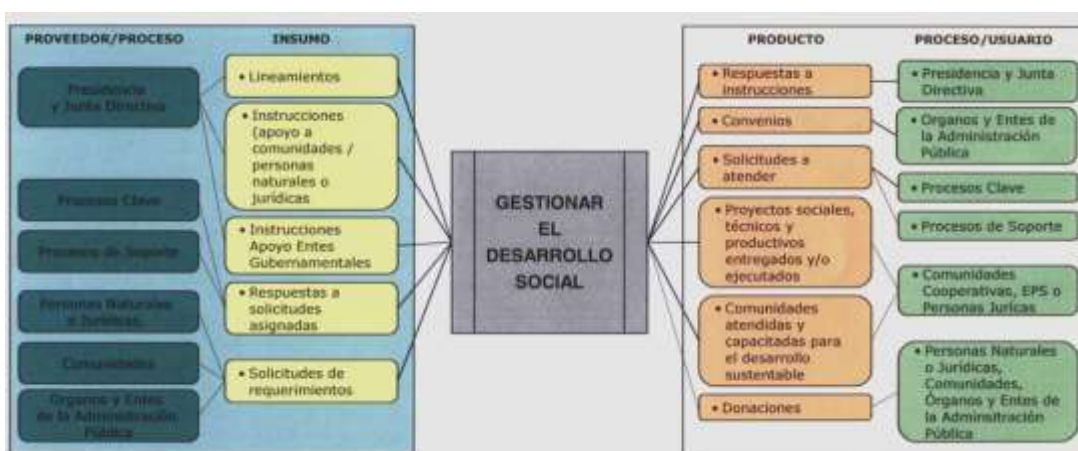 PROVEEDOR/PROCESO
Presidencia
y Junta Directiva
Procesos Clave
Procesos de Soporte
Personas Naturales
o Jurídicas,
Comunidades
Órganos y Entes
de la Administración
Pública
INSUMO
• Lineamientos
• Instrucciones
(apoyo a
comunidades /
personas
naturales o
jurídicas
• Instrucciones
Apoyo Entes
Gubernamentales
• Respuestas a
solicitudes
asignadas
• Solicitudes de
requerimientos
GESTIONAR
EL
DESARROLLO
SOCIAL
PRODUCTO
• Respuestas a
instrucciones
• Convenios
• Solicitudes a
atender
• Proyectos sociales,
técnicos y
productivos
entregados y/o
ejecutados
• Comunidades
atendidas y
capacitadas para
el desarrollo
sustentable
• Donaciones
PROCESO/USUARIO
• Presidencia y Junta
Directiva
• Organos y Entes de
la Administración
Pública
• Procesos Clave
• Procesos de Soporte
• Comunidades
Cooperativas, EPS o
Personas Juricas
• Personas Naturales
o Jurídicas,
Comunidades,
Órganos y Entes de
la Adminsitración
Pública